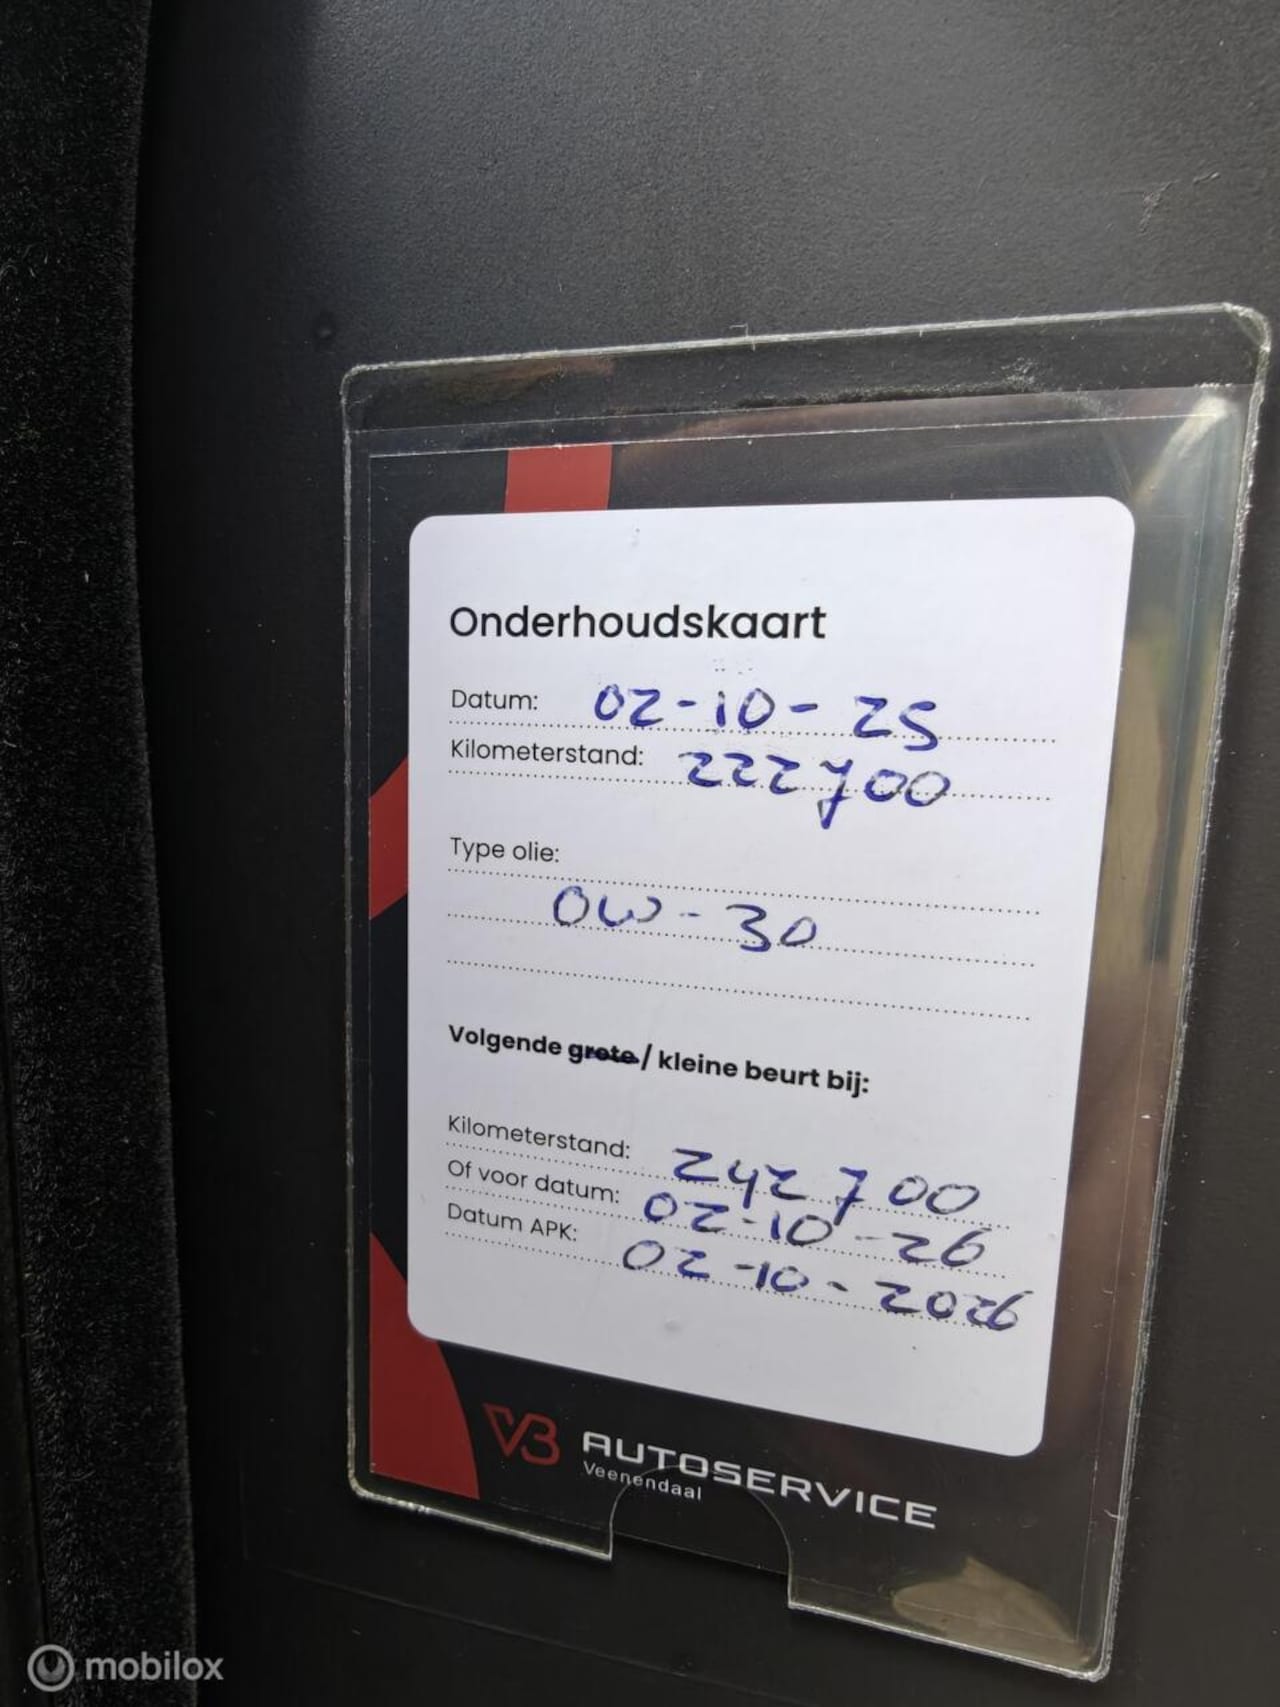 Onderhoudskaart
Datum: 02-10-25
Kilometerstand: 222700
Type olie:
0W-30
Volgende grote / kleine beurt bij:
Kilometerstand: 242700
Of voor datum: 02-10-26
Datum APK: 02-10-2026
VB AUTOSERVICE
Veenendaal
mobilox